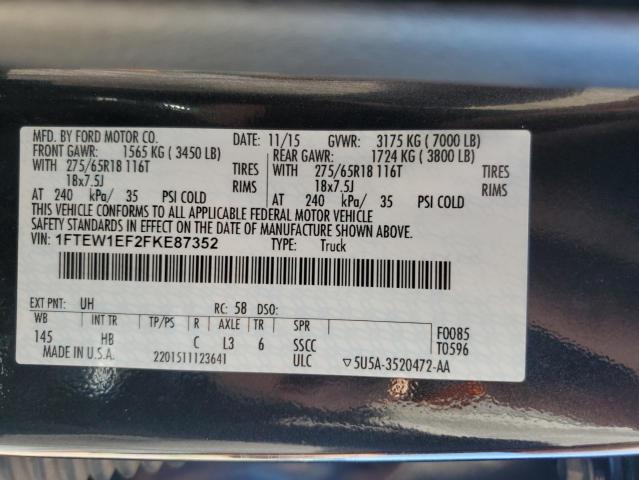 MFD. BY FORD MOTOR CO. DATE: 11/15 GVWR: 3175 KG ( 7000 LB)
FRONT GAWR: 1565 KG ( 3450 LB) REAR GAWR: 1724 KG ( 3800 LB)
WITH 275/65R18 116T TIRES WITH 275/65R18 116T TIRES
18x7.5J RIMS 18x7.5J RIMS
AT 240 kPa/ 35 PSI COLD AT 240 kPa/ 35 PSI COLD
THIS VEHICLE CONFORMS TO ALL APPLICABLE FEDERAL MOTOR VEHICLE
SAFETY STANDARDS IN EFFECT ON THE DATE OF MANUFACTURE SHOWN ABOVE.
VIN: 1FTEW1EF2FKE87352 TYPE: Truck
EXT PNT: UH RC: 58 DSO:
WB INT TR TP/PS R AXLE TR SPR F0085
145 HB C L3 6 SSCC T0596
MADE IN U.S.A. 2201511123641 ULC ▽5U5A-3520472-AA